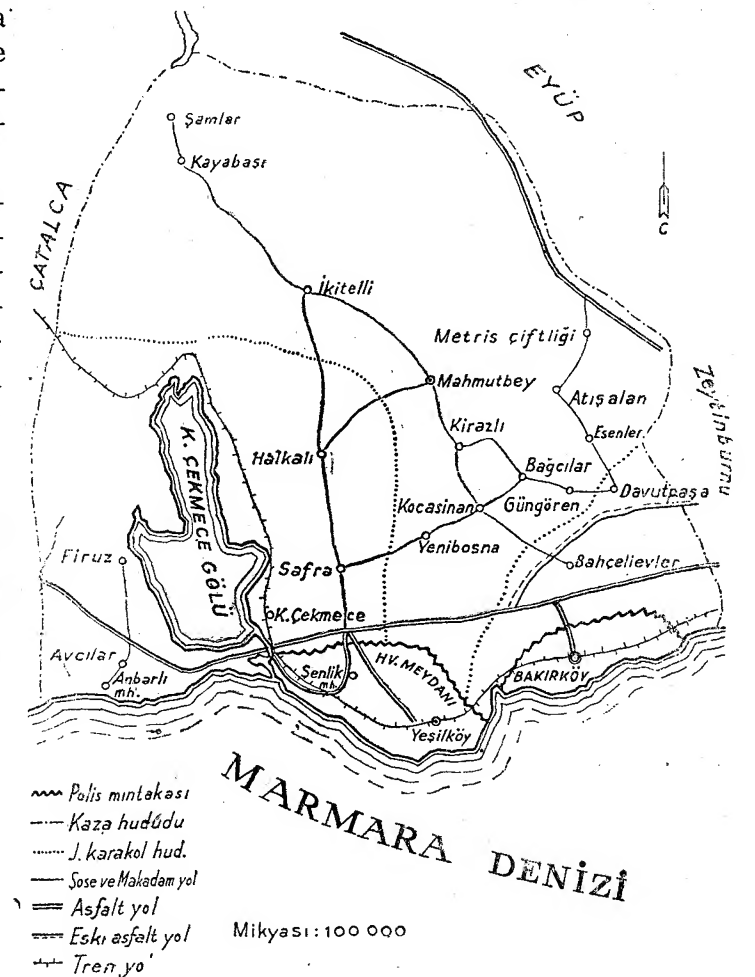 a
e
EYÜP
C
ÇATALCA
Şamlar
Kayabaşı
İkitelli
Metris çiftliği
Zeytinburnu
Mahmutbey
Atışalan
Kirazlı
Esenler
Halkalı
Bağcılar
K. ÇEKMECE GÖLÜ
Kocasinan
Güngören
Davutpaşa
Yenibosna
Firuz
Safra
Bahçelievler
K. Çekmece
Avcılar
Anbarlı
mh.
Şenlik
mh.
HV. MEYDANI
BAKIRKÖY
Yeşilköy
MARMARA DENİZİ
Polis mıntakası
Kaza hudûdu
J. karakol hud.
Şose ve Makadam yol
Asfalt yol
Eski asfalt yol
Tren yo'
Mikyası: 100 000